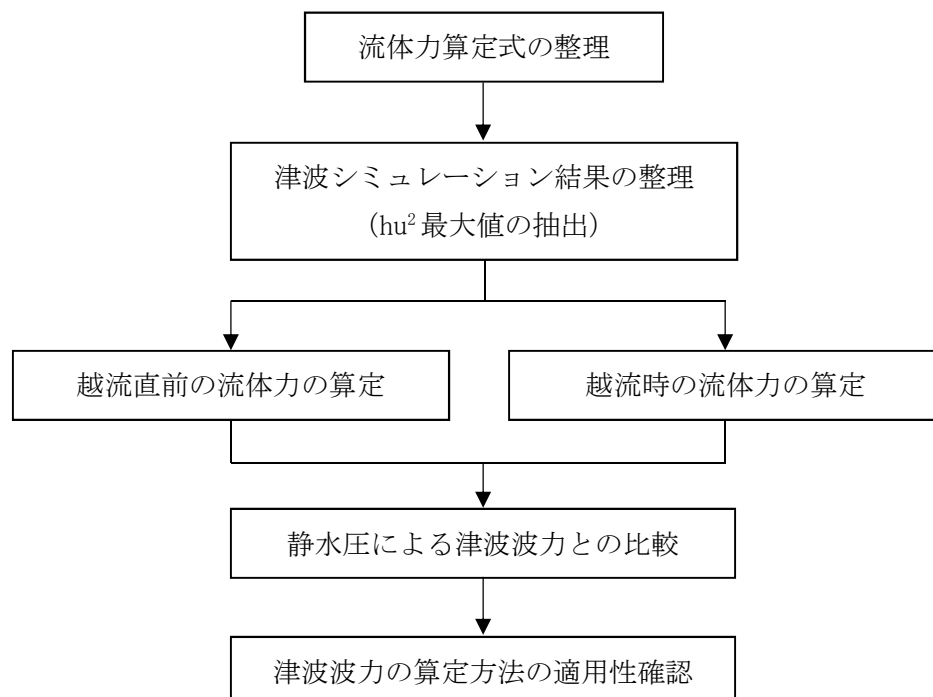 流体力算定式の整理
津波シミュレーション結果の整理
（hu²最大値の抽出）
越流直前の流体力の算定
越流時の流体力の算定
静水圧による津波波力との比較
津波波力の算定方法の適用性確認